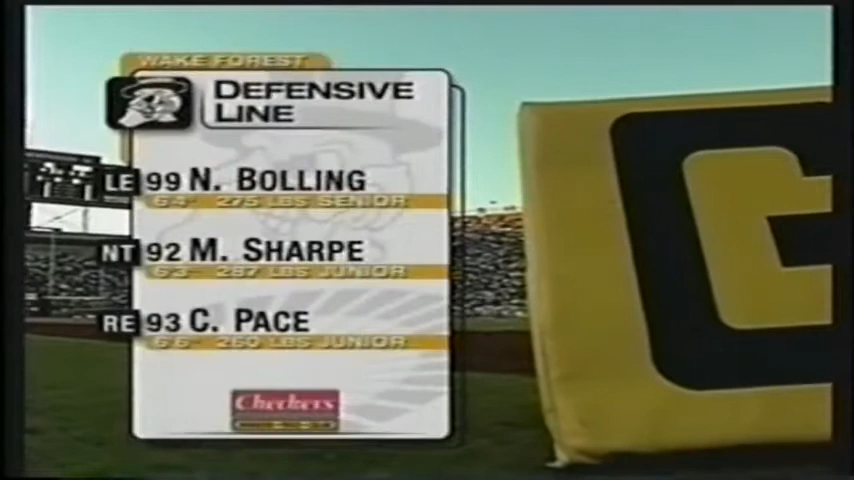 WAKE FOREST
DEFENSIVE
LINE
LE 99 N. BOLLING
6'4" 275 LBS SENIOR
NT 92 M. SHARPE
6'3" 287 LBS JUNIOR
RE 93 C. PACE
6'6" 260 LBS JUNIOR
Checkers
G